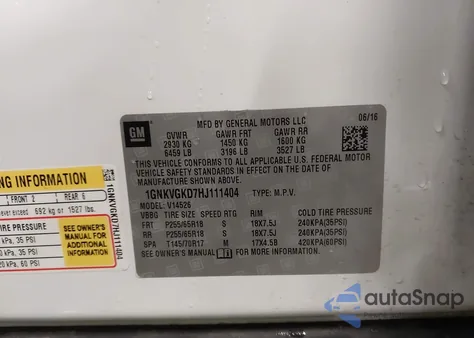 MFD BY GENERAL MOTORS LLC 06/16
GM
GVWR GAWR FRT GAWR RR
2930 KG 1450 KG 1600 KG
6459 LB 3196 LB 3527 LB
THIS VEHICLE CONFORMS TO ALL APPLICABLE U.S. FEDERAL MOTOR
VEHICLE SAFETY STANDARDS IN EFFECT ON THE DATE OF
MANUFACTURE SHOWN ABOVE.
1GNKVGKD7HJ111404 TYPE: M.P.V.
MODEL: V14526
VBBG TIRE SIZE SPEED RTG RIM COLD TIRE PRESSURE
FRT P255/65R18 S 18X7.5J 240KPA(35PSI)
RR P255/65R18 S 18X7.5J 240KPA(35PSI)
SPA T145/70R17 M 17X4.5B 420KPA(60PSI)
SEE OWNER'S MANUAL FOR MORE INFORMATION.
NG INFORMATION
FRONT 2 REAR 5
ever exceed 692 kg or 1527 lbs.
TIRE PRESSURE
kPa, 35 PSI
kPa, 35 PSI
20 kPa, 60 PSI
SEE OWNER'S
MANUAL FOR
ADDITIONAL
INFORMATION
1GNKVGKD7HJ111404
autoSnap